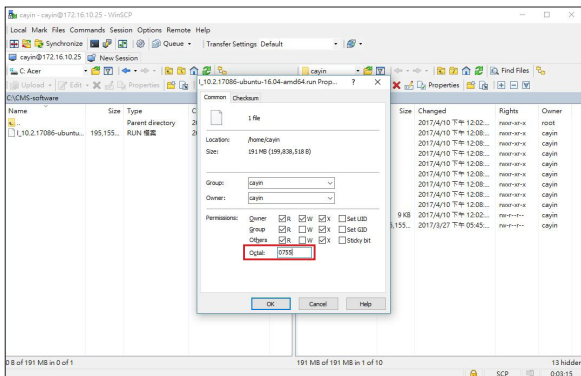 cayin - cayin@172.16.10.25 - WinSCP
Local Mark Files Commands Session Options Remote Help
Synchronize Queue Transfer Settings Default
cayin@172.16.10.25 New Session
C: Acer
cayin
Find Files
Upload Edit Properties
Properties
C:\CMS-software
Name Size Type
.. Parent directory
I_10.2.17086-ubuntu... 195,155... RUN 檔案
I_10.2.17086-ubuntu-16.04-amd64.run Prop... ? ×
Common Checksum
1 file
Location: /home/cayin
Size: 191 MB (199,838,518 B)
Group: cayin
Owner: cayin
Permissions: Owner R W X Set UID
Group R W X Set GID
Others R W X Sticky bit
Octal: 0755
OK Cancel Help
Size Changed Rights Owner
2017/4/10 下午 12:02:... rwxr-xr-x root
2017/4/10 下午 12:08:... rwxr-xr-x cayin
2017/4/10 下午 12:08:... rwxr-xr-x cayin
2017/4/10 下午 12:08:... rwxr-xr-x cayin
2017/4/10 下午 12:08:... rwxr-xr-x cayin
2017/4/10 下午 12:08:... rwxr-xr-x cayin
2017/4/10 下午 12:08:... rwxr-xr-x cayin
9 KB 2017/4/10 下午 12:02:... rw-r--r-- cayin
5,155... 2017/3/27 下午 05:45:... rw-r--r-- cayin
0 B of 191 MB in 0 of 1
191 MB of 191 MB in 1 of 10
13 hidden
SCP 0:03:15